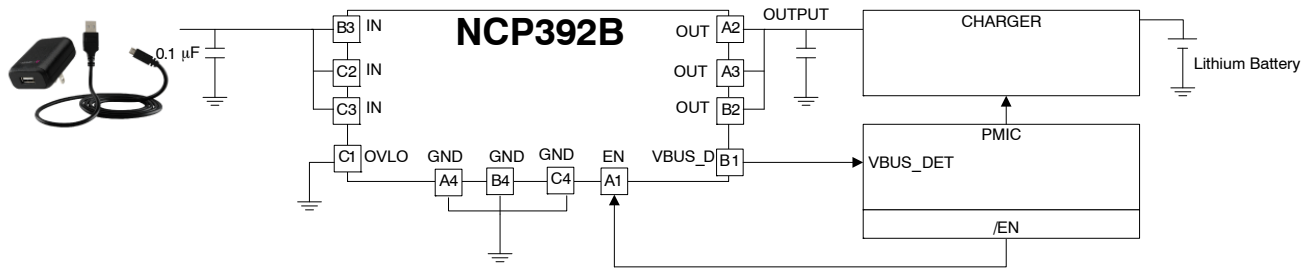 NCP392B
B3 IN
OUT A2
OUTPUT
CHARGER
0.1 μF
C2 IN
OUT A3
Lithium Battery
C3 IN
OUT B2
PMIC
C1 OVLO
GND
GND
GND
EN
VBUS_D B1
VBUS_DET
A4
B4
C4
A1
/EN